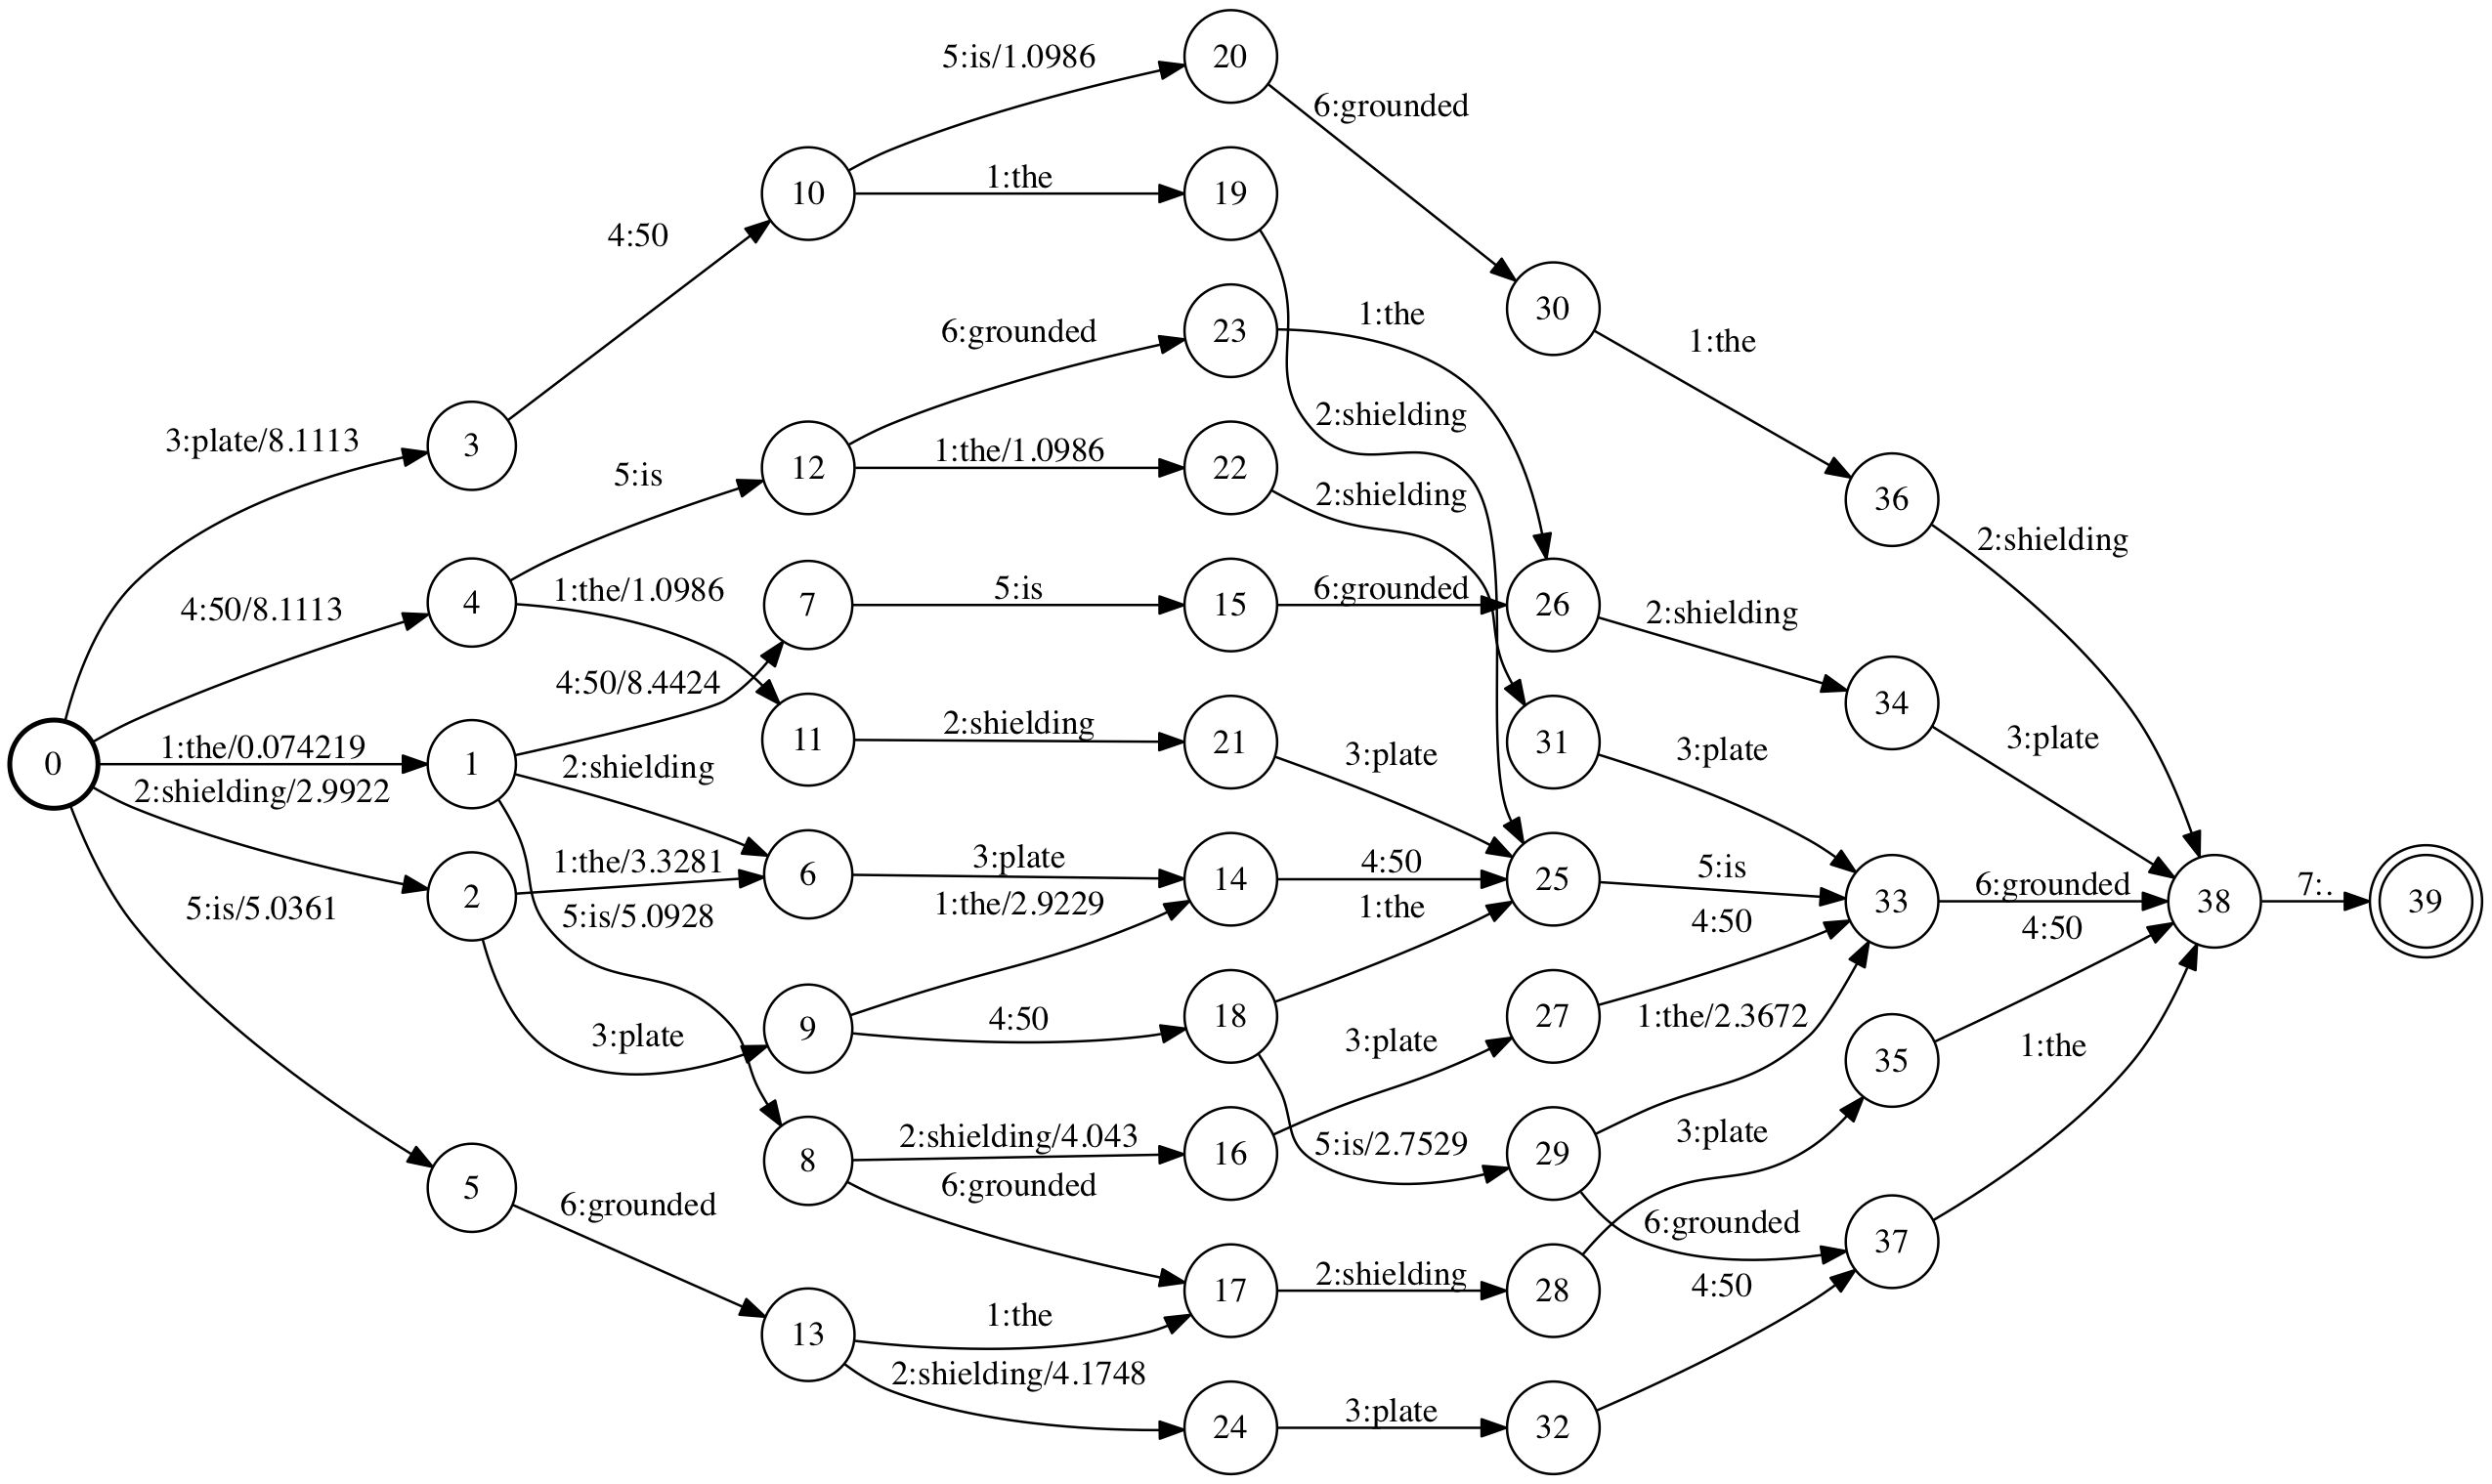 20
5:is/1.0986
6:grounded
10
1:the
19
4:50
30
1:the
6:grounded
23
1:the
2:shielding
3:plate/8.1113
3
12
1:the/1.0986
22
2:shielding
5:is
36
2:shielding
4:50/8.1113
4
1:the/1.0986
7
5:is
15
6:grounded
26
2:shielding
4:50/8.4424
11
2:shielding
21
3:plate
31
3:plate
34
3:plate
0
1:the/0.074219
1
2:shielding
2:shielding/2.9922
2
1:the/3.3281
6
3:plate
14
4:50
25
5:is
33
6:grounded
38
7:.
39
5:is/5.0361
5:is/5.0928
1:the/2.9229
1:the
4:50
4:50
3:plate
9
4:50
18
3:plate
27
1:the/2.3672
35
1:the
5
6:grounded
8
2:shielding/4.043
16
5:is/2.7529
29
3:plate
6:grounded
6:grounded
37
13
1:the
17
2:shielding
28
4:50
2:shielding/4.1748
24
3:plate
32